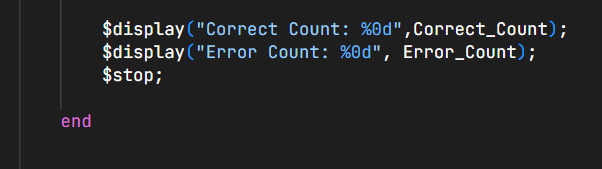 $display("Correct Count: %0d",Correct_Count);
$display("Error Count: %0d", Error_Count);
$stop;
end